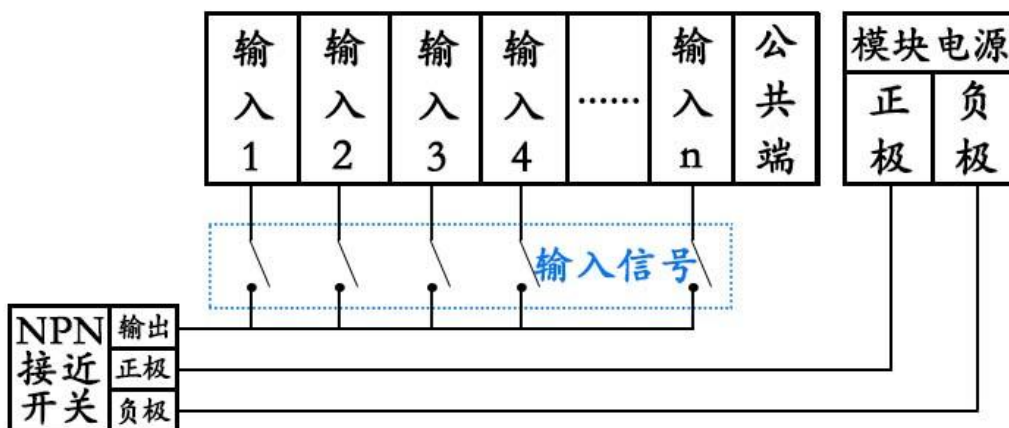 输入1
输入2
输入3
输入4
……
输入n
公共端
模块电源
正极
负极
输入信号
NPN接近开关
输出
正极
负极